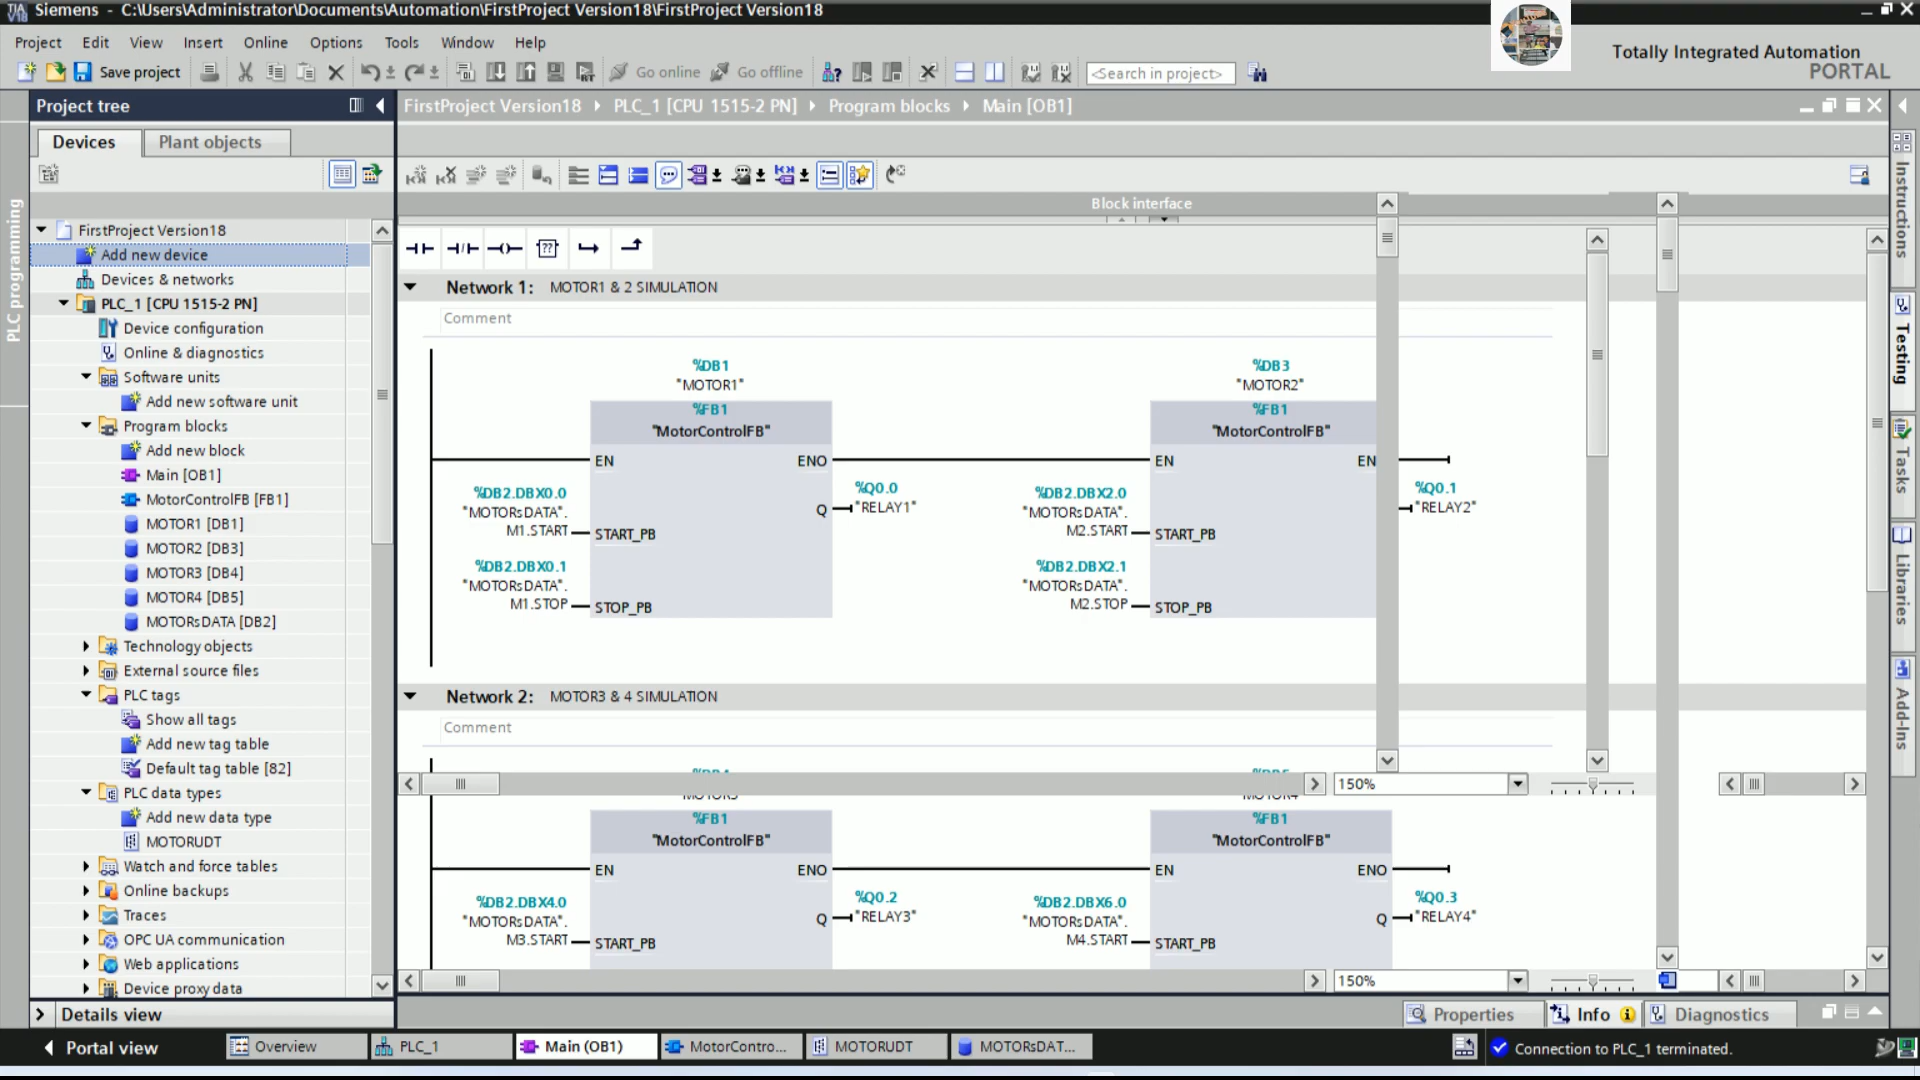 Siemens - C:\Users\Administrator\Documents\Automation\FirstProject Version18\FirstProject Version18
Project Edit View Insert Online Options Tools Window Help
Totally Integrated Automation
PORTAL
Save project
Go online
Go offline
<Search in project>
Project tree
FirstProject Version18 PLC_1 [CPU 1515-2 PN] Program blocks Main [OB1]
Devices
Plant objects
PLC programming
Block interface
FirstProject Version18
Add new device
Devices & networks
PLC_1 [CPU 1515-2 PN]
Device configuration
Online & diagnostics
Software units
Add new software unit
Program blocks
Add new block
Main [OB1]
MotorControlFB [FB1]
MOTOR1 [DB1]
MOTOR2 [DB3]
MOTOR3 [DB4]
MOTOR4 [DB5]
MOTORsDATA [DB2]
Technology objects
External source files
PLC tags
Show all tags
Add new tag table
Default tag table [82]
PLC data types
Add new data type
MOTORUDT
Watch and force tables
Online backups
Traces
OPC UA communication
Web applications
Device proxy data
Details view
Network 1: MOTOR1 & 2 SIMULATION
Comment
%DB1
"MOTOR1"
%FB1
"MotorControlFB"
EN ENO
%DB2.DBX0.0
"MOTORsDATA".
M1.START
START_PB
%Q0.0
Q "RELAY1"
%DB2.DBX0.1
"MOTORsDATA".
M1.STOP
STOP_PB
%DB3
"MOTOR2"
%FB1
"MotorControlFB"
EN EN
%DB2.DBX2.0
"MOTORsDATA".
M2.START
START_PB
%Q0.1
"RELAY2"
%DB2.DBX2.1
"MOTORsDATA".
M2.STOP
STOP_PB
Network 2: MOTOR3 & 4 SIMULATION
Comment
150%
%FB1
"MotorControlFB"
EN ENO
%DB2.DBX4.0
"MOTORsDATA".
M3.START
START_PB
%Q0.2
Q "RELAY3"
%FB1
"MotorControlFB"
EN ENO
%DB2.DBX6.0
"MOTORsDATA".
M4.START
START_PB
%Q0.3
Q "RELAY4"
150%
Instructions
Testing
Tasks
Libraries
Add-Ins
Properties
Info
Diagnostics
Portal view
Overview
PLC_1
Main (OB1)
MotorContro...
MOTORUDT
MOTORsDAT...
Connection to PLC_1 terminated.